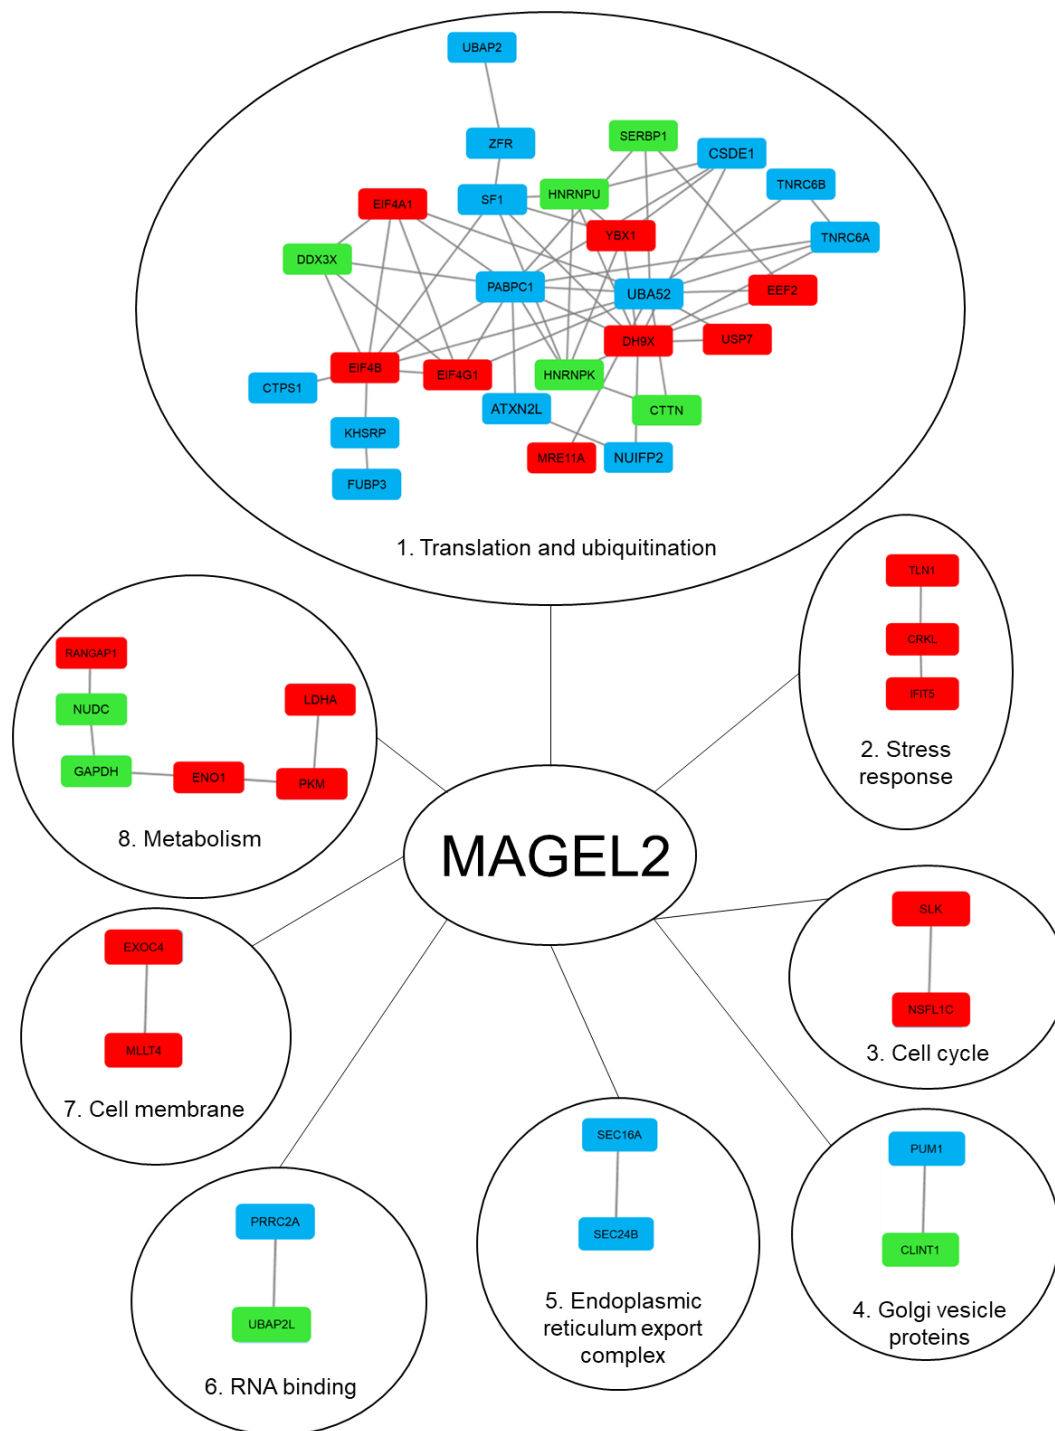 UBAP2
ZFR
SERBP1
CSDE1
TNRC6B
HNRNPU
SF1
EIF4A1
YBX1
TNRC6A
DDX3X
PABPC1
UBA52
EEF2
DH9X
USP7
EIF4B
EIF4G1
HNRNPK
CTPS1
ATXN2L
CTTN
KHSRP
MRE11A
NUIFP2
FUBP3
1. Translation and ubiquitination
TLN1
CRKL
IFIT5
2. Stress
response
RANGAP1
LDHA
NUDC
GAPDH
ENO1
PKM
8. Metabolism
MAGEL2
SLK
NSFL1C
3. Cell cycle
EXOC4
MLLT4
7. Cell membrane
SEC16A
SEC24B
5. Endoplasmic
reticulum export
complex
PUM1
CLINT1
4. Golgi vesicle
proteins
PRRC2A
UBAP2L
6. RNA binding